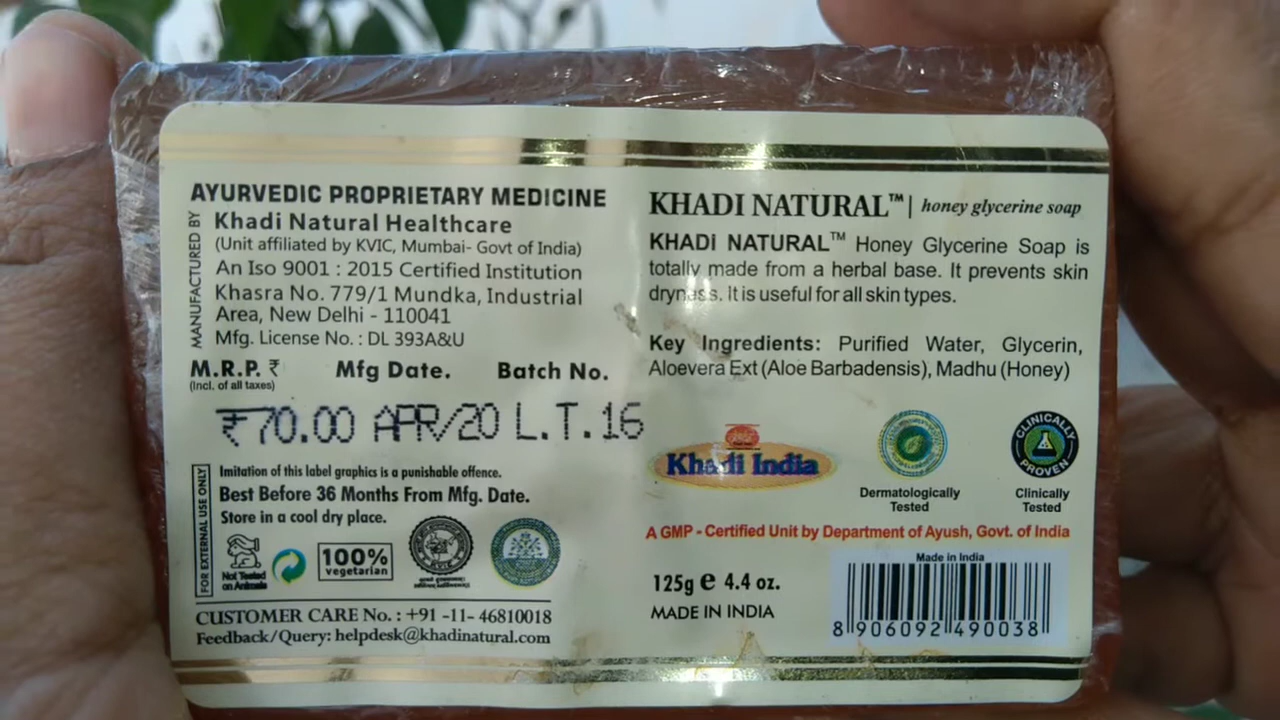 AYURVEDIC PROPRIETARY MEDICINE
MANUFACTURED BY
Khadi Natural Healthcare
(Unit affiliated by KVIC, Mumbai- Govt of India)
An Iso 9001 : 2015 Certified Institution
Khasra No. 779/1 Mundka, Industrial
Area, New Delhi - 110041
Mfg. License No. : DL 393A&U
M.R.P. ₹ Mfg Date. Batch No.
(Incl. of all taxes)
₹70.00 APR/20 L.T.16
Imitation of this label graphics is a punishable offence.
Best Before 36 Months From Mfg. Date.
Store in a cool dry place.
FOR EXTERNAL USE ONLY
Not Tested
on Animals
100%
vegetarian
CUSTOMER CARE No. : +91 -11- 46810018
Feedback/Query: helpdesk@khadinatural.com
KHADI NATURAL™ | honey glycerine soap
KHADI NATURAL™ Honey Glycerine Soap is
totally made from a herbal base. It prevents skin
dryness. It is useful for all skin types.
Key Ingredients: Purified Water, Glycerin,
Aloevera Ext (Aloe Barbadensis), Madhu (Honey)
Khadi India
Dermatologically
Tested
CLINICALLY
PROVEN
Clinically
Tested
A GMP - Certified Unit by Department of Ayush, Govt. of India
125g e 4.4 oz.
MADE IN INDIA
Made in India
8 906092 490038